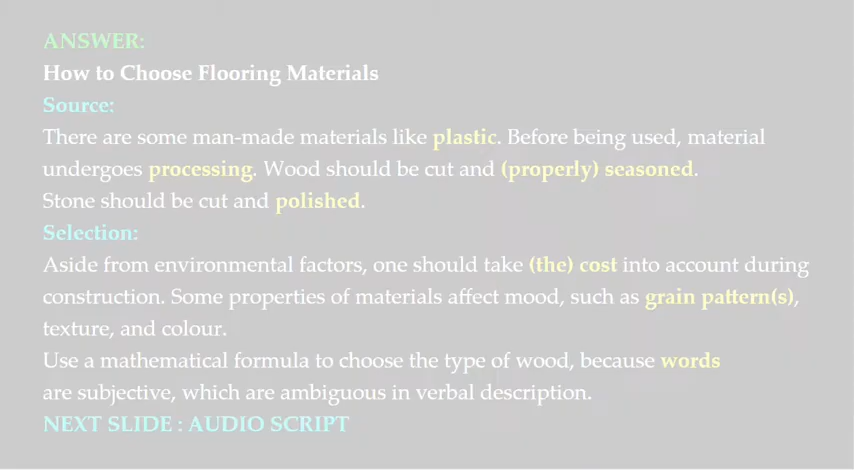 ANSWER:
How to Choose Flooring Materials
Source:
There are some man-made materials like plastic. Before being used, material
undergoes processing. Wood should be cut and (properly) seasoned.
Stone should be cut and polished.
Selection:
Aside from environmental factors, one should take (the) cost into account during
construction. Some properties of materials affect mood, such as grain pattern(s),
texture, and colour.
Use a mathematical formula to choose the type of wood, because words
are subjective, which are ambiguous in verbal description.
NEXT SLIDE : AUDIO SCRIPT